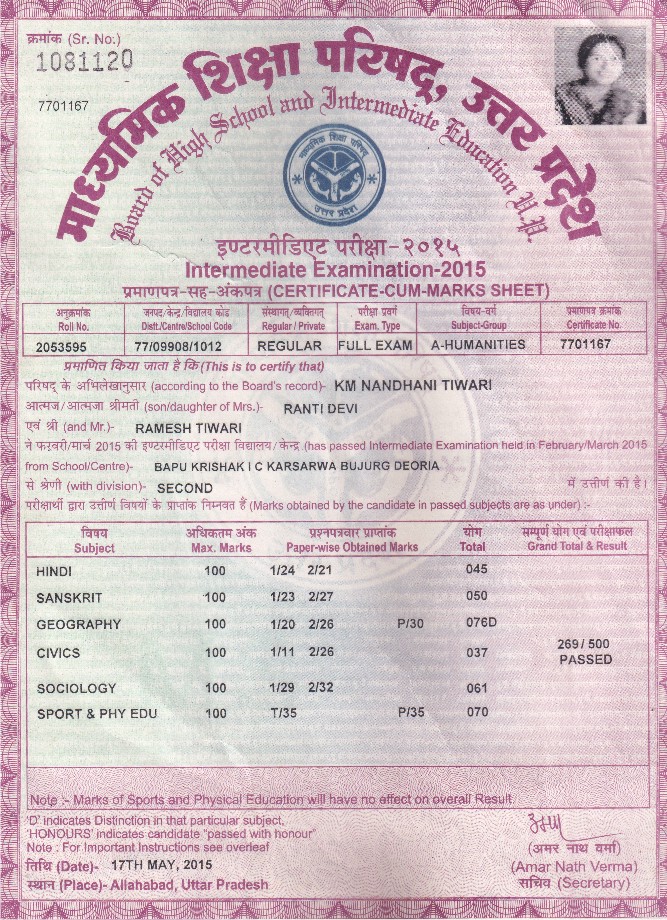 क्रमांक (Sr. No.)
1081120
7701167
माध्यमिक शिक्षा परिषद्, उत्तर प्रदेश
Board of High School and Intermediate Education U.P.
माध्यमिक शिक्षा परिषद्
उत्तर प्रदेश
इण्टरमीडिएट परीक्षा-२०१५
Intermediate Examination-2015
प्रमाणपत्र-सह-अंकपत्र (CERTIFICATE-CUM-MARKS SHEET)
अनुक्रमांक जनपद/केन्द्र/विद्यालय कोड संस्थागत/व्यक्तिगत परीक्षा प्रवर्ग विषय-वर्ग प्रमाणपत्र क्रमांक
Roll No. Distt./Centre/School Code Regular / Private Exam. Type Subject-Group Certificate No.
2053595 77/09908/1012 REGULAR FULL EXAM A-HUMANITIES 7701167
प्रमाणित किया जाता है कि (This is to certify that)
परिषद् के अभिलेखानुसार (according to the Board's record)- KM NANDHANI TIWARI
आत्मज/आत्मजा श्रीमती (son/daughter of Mrs.)- RANTI DEVI
एवं श्री (and Mr.)- RAMESH TIWARI
ने फरवरी/मार्च 2015 की इण्टरमीडिएट परीक्षा विद्यालय/केन्द्र (has passed Intermediate Examination held in February/March 2015
from School/Centre)- BAPU KRISHAK I C KARSARWA BUJURG DEORIA
से श्रेणी (with division)- SECOND में उत्तीर्ण की है।
परीक्षार्थी द्वारा उत्तीर्ण विषयों के प्राप्तांक निम्नवत हैं (Marks obtained by the candidate in passed subjects are as under) :-
विषय अधिकतम अंक प्रश्नपत्रवार प्राप्तांक योग सम्पूर्ण योग एवं परीक्षाफल
Subject Max. Marks Paper-wise Obtained Marks Total Grand Total & Result
HINDI 100 1/24 2/21 045
SANSKRIT 100 1/23 2/27 050
GEOGRAPHY 100 1/20 2/26 P/30 076D
CIVICS 100 1/11 2/26 037 269/500
PASSED
SOCIOLOGY 100 1/29 2/32 061
SPORT & PHY EDU 100 T/35 P/35 070
Note :- Marks of Sports and Physical Education will have no effect on overall Result.
'D' indicates Distinction in that particular subject,
'HONOURS' indicates candidate "passed with honour"
Note : For Important Instructions see overleaf
(अमर नाथ वर्मा)
तिथि (Date)- 17TH MAY, 2015
(Amar Nath Verma)
स्थान (Place)- Allahabad, Uttar Pradesh
सचिव (Secretary)